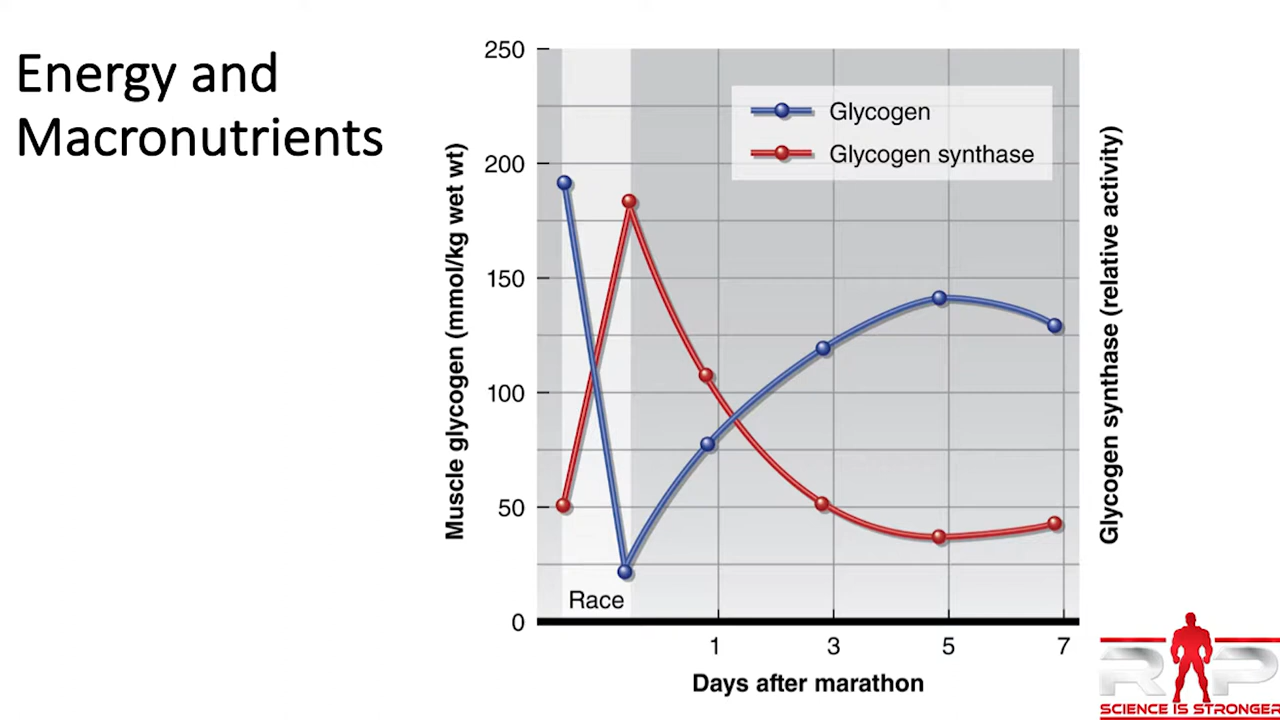 Energy and
Macronutrients
250
200
150
100
50
0
Muscle glycogen (mmol/kg wet wt)
Glycogen
Glycogen synthase
Race
1 3 5 7
Days after marathon
Glycogen synthase (relative activity)
RP
SCIENCE IS STRONGER